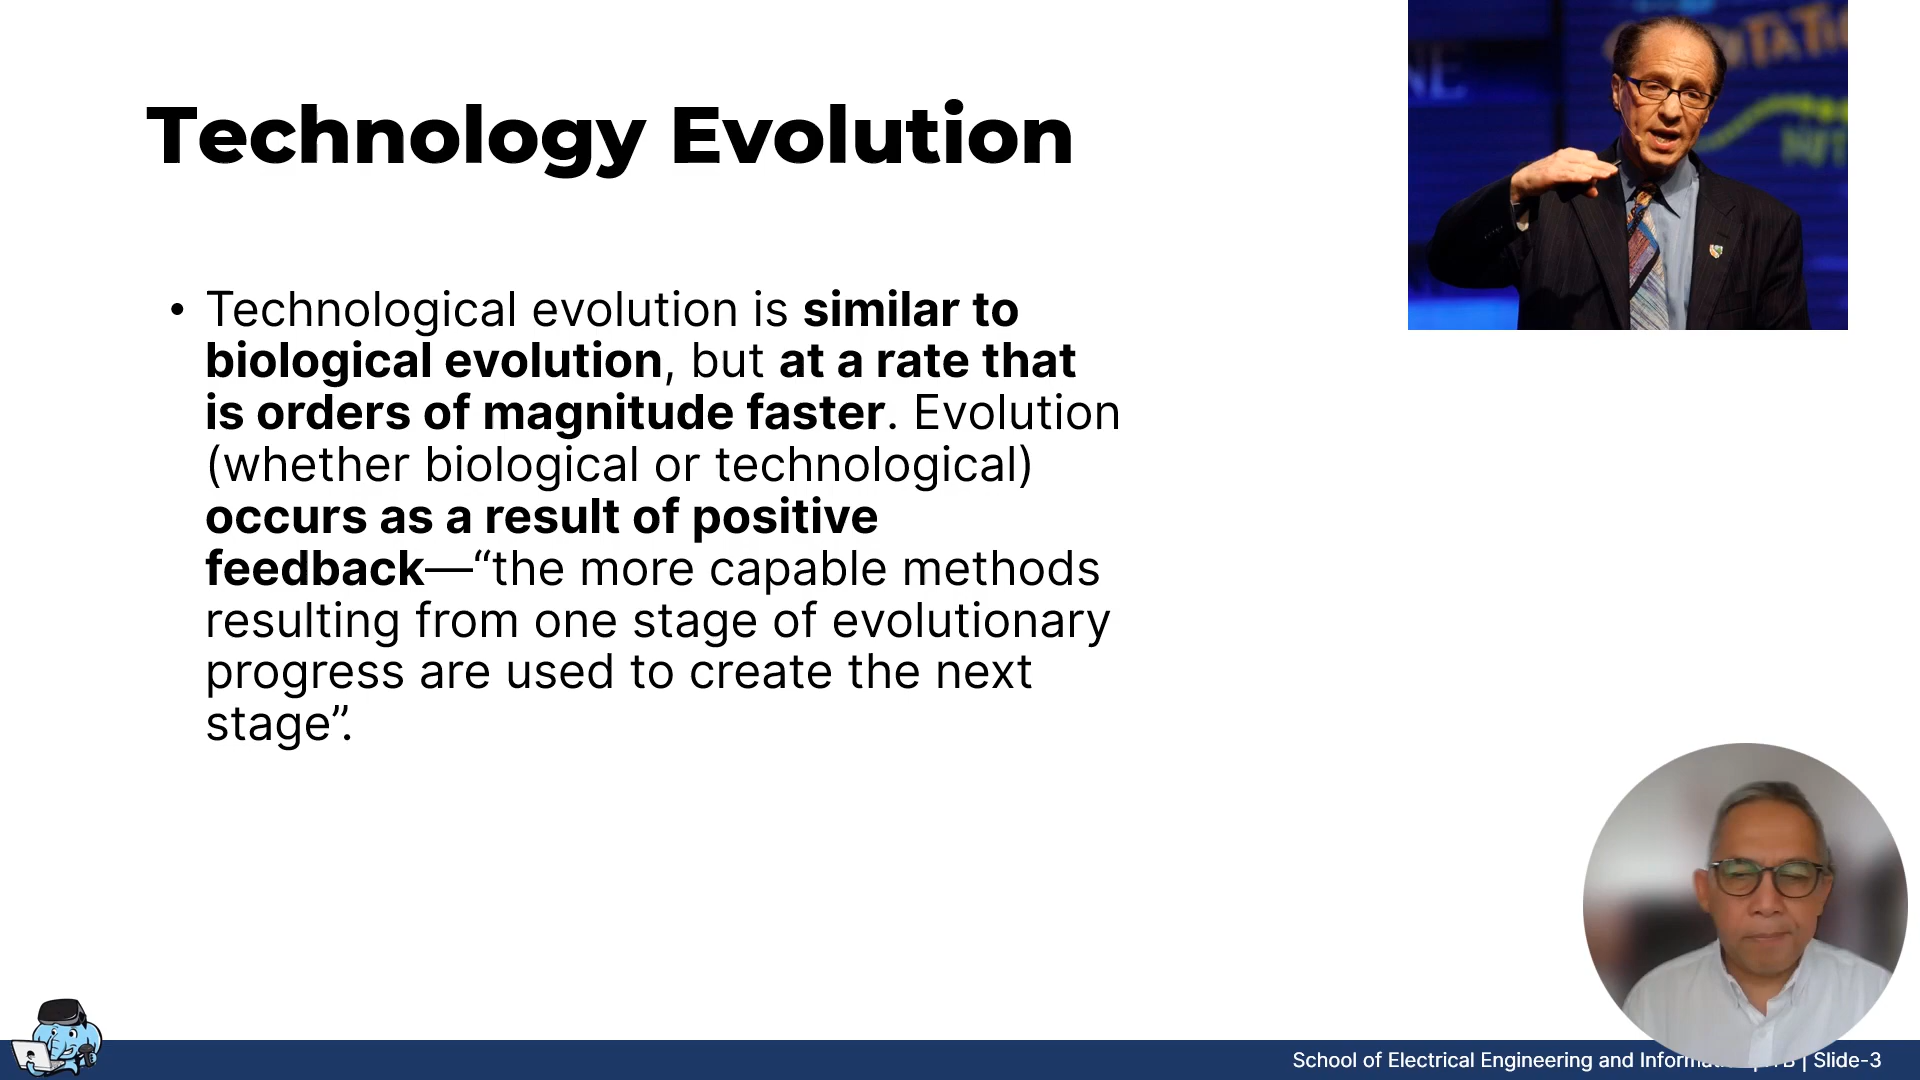 Technology Evolution
• Technological evolution is similar to
biological evolution, but at a rate that
is orders of magnitude faster. Evolution
(whether biological or technological)
occurs as a result of positive
feedback—“the more capable methods
resulting from one stage of evolutionary
progress are used to create the next
stage”.
School of Electrical Engineering and | Slide-3